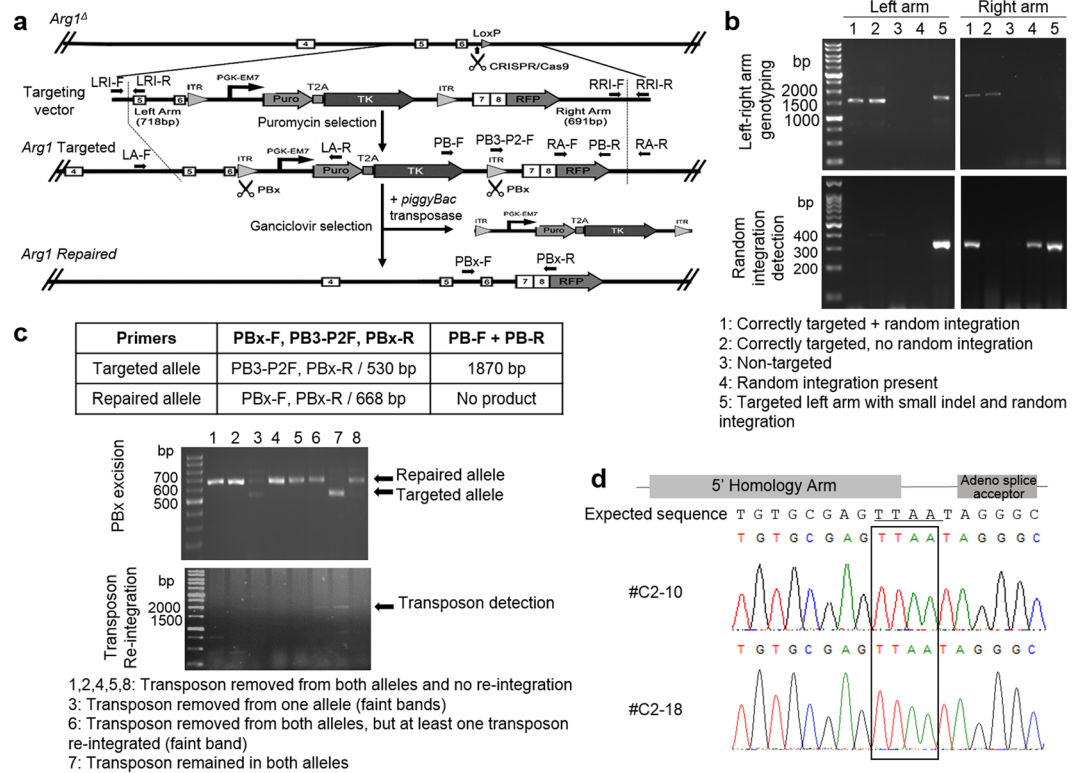 a
Arg1Δ
4
5
6
LoxP
CRISPR/Cas9
Targeting
vector
LRI-F
LRI-R
ITR
PGK-EM7
T2A
ITR
RRI-F
RRI-R
5
6
Puro
TK
7
8
RFP
Left Arm
(718bp)
Right Arm
(691bp)
Puromycin selection
Arg1 Targeted
LA-F
ITR
PGK-EM7
LA-R
T2A
PB-F
PB3-P2-F
ITR
RA-F
PB-R
RA-R
4
5
6
Puro
TK
7
8
RFP
PBx
PBx
+ piggyBac
transposase
Ganciclovir selection
ITR
PGK-EM7
T2A
ITR
Puro
TK
Arg1 Repaired
PBx-F
PBx-R
4
5
6
7
8
RFP
b
Left arm
Right arm
1 2 3 4 5
1 2 3 4 5
Left-right arm
genotyping
bp
2000
1500
1000
Random
integration
detection
bp
400
300
200
1: Correctly targeted + random integration
2: Correctly targeted, no random integration
3: Non-targeted
4: Random integration present
5: Targeted left arm with small indel and random
integration
c
Primers PBx-F, PB3-P2F, PBx-R PB-F + PB-R
Targeted allele PB3-P2F, PBx-R / 530 bp 1870 bp
Repaired allele PBx-F, PBx-R / 668 bp No product
1 2 3 4 5 6 7 8
PBx excision
bp
700
600
500
Repaired allele
Targeted allele
Transposon
Re-integration
bp
2000
1500
Transposon detection
1,2,4,5,8: Transposon removed from both alleles and no re-integration
3: Transposon removed from one allele (faint bands)
6: Transposon removed from both alleles, but at least one transposon
re-integrated (faint band)
7: Transposon remained in both alleles
d
5' Homology Arm
Adeno splice
acceptor
Expected sequence T G T G C G A G T T A A T A G G G C
T G T G C G A G T T A A T A G G G C
#C2-10
T G T G C G A G T T A A T A G G G C
#C2-18